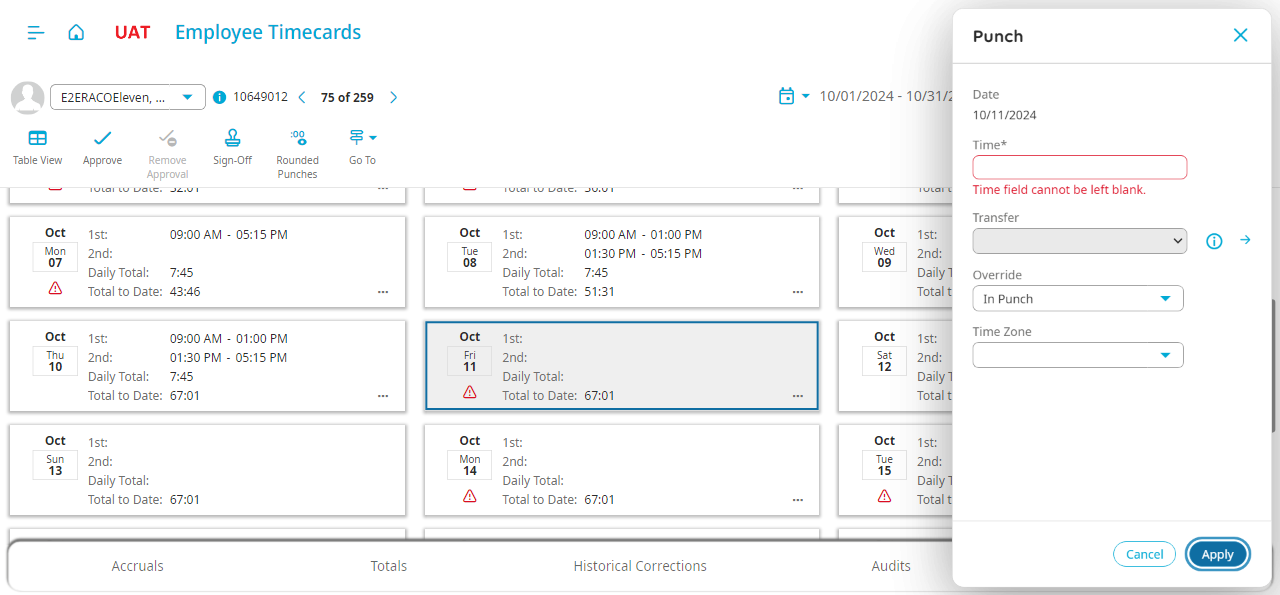 UAT
Employee Timecards
E2ERACOEleven, ...
10649012
75 of 259
10/01/2024 - 10/31/2
Table View
Approve
Remove Approval
Sign-Off
Rounded Punches
Go To
Total to Date: 52:01 ...
Total to Date: 36:01 ...
Oct
Mon
07
1st: 09:00 AM - 05:15 PM
2nd:
Daily Total: 7:45
Total to Date: 43:46 ...
Oct
Tue
08
1st: 09:00 AM - 01:00 PM
2nd: 01:30 PM - 05:15 PM
Daily Total: 7:45
Total to Date: 51:31 ...
Oct
Wed
09
1st:
2nd:
Daily T
Total t
Oct
Thu
10
1st: 09:00 AM - 01:00 PM
2nd: 01:30 PM - 05:15 PM
Daily Total: 7:45
Total to Date: 67:01 ...
Oct
Fri
11
1st:
2nd:
Daily Total:
Total to Date: 67:01 ...
Oct
Sat
12
1st:
2nd:
Daily T
Total t
Oct
Sun
13
1st:
2nd:
Daily Total:
Total to Date: 67:01
Oct
Mon
14
1st:
2nd:
Daily Total:
Total to Date: 67:01 ...
Oct
Tue
15
1st:
2nd:
Daily T
Total t
Accruals
Totals
Historical Corrections
Audits
Punch
Date
10/11/2024
Time*
Time field cannot be left blank.
Transfer
Override
In Punch
Time Zone
Cancel
Apply